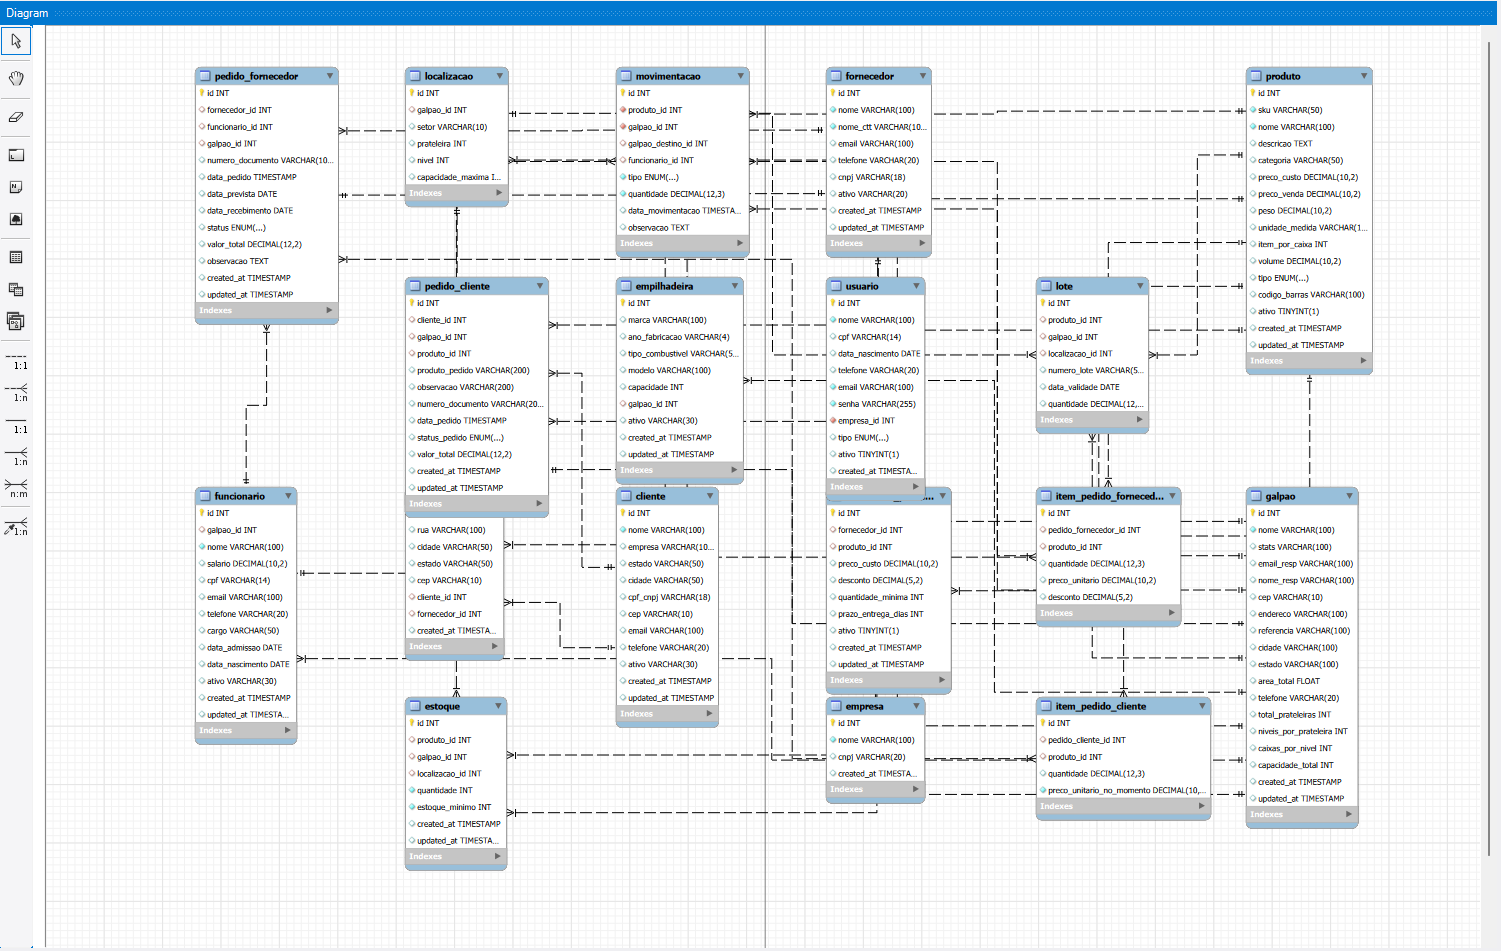 Diagram
1:1
1:n
1:1
1:n
n:m
1:n
pedido_fornecedor
id INT
fornecedor_id INT
funcionario_id INT
galpao_id INT
numero_documento VARCHAR(10...
data_pedido TIMESTAMP
data_prevista DATE
data_recebimento DATE
status ENUM(...)
valor_total DECIMAL(12,2)
observacao TEXT
created_at TIMESTAMP
updated_at TIMESTAMP
Indexes
localizacao
id INT
galpao_id INT
setor VARCHAR(10)
prateleira INT
nivel INT
capacidade_maxima I...
Indexes
movimentacao
id INT
produto_id INT
galpao_id INT
galpao_destino_id INT
funcionario_id INT
tipo ENUM(...)
quantidade DECIMAL(12,3)
data_movimentacao TIMESTA...
observacao TEXT
Indexes
fornecedor
id INT
nome VARCHAR(100)
nome_ctt VARCHAR(10...
email VARCHAR(100)
telefone VARCHAR(20)
cnpj VARCHAR(18)
ativo VARCHAR(20)
created_at TIMESTAMP
updated_at TIMESTAMP
Indexes
produto
id INT
sku VARCHAR(50)
nome VARCHAR(100)
descricao TEXT
categoria VARCHAR(50)
preco_custo DECIMAL(10,2)
preco_venda DECIMAL(10,2)
peso DECIMAL(10,2)
unidade_medida VARCHAR(1...
item_por_caixa INT
volume DECIMAL(10,2)
tipo ENUM(...)
codigo_barras VARCHAR(100)
ativo TINYINT(1)
created_at TIMESTAMP
updated_at TIMESTAMP
Indexes
pedido_cliente
id INT
cliente_id INT
galpao_id INT
produto_id INT
produto_pedido VARCHAR(200)
observacao VARCHAR(200)
numero_documento VARCHAR(20...
data_pedido TIMESTAMP
status_pedido ENUM(...)
valor_total DECIMAL(12,2)
created_at TIMESTAMP
updated_at TIMESTAMP
Indexes
empilhadeira
id INT
marca VARCHAR(100)
ano_fabricacao VARCHAR(4)
tipo_combustivel VARCHAR(5...
modelo VARCHAR(100)
capacidade INT
galpao_id INT
ativo VARCHAR(30)
created_at TIMESTAMP
updated_at TIMESTAMP
Indexes
usuario
id INT
nome VARCHAR(100)
cpf VARCHAR(14)
data_nascimento DATE
telefone VARCHAR(20)
email VARCHAR(100)
senha VARCHAR(255)
empresa_id INT
tipo ENUM(...)
ativo TINYINT(1)
created_at TIMESTA...
Indexes
lote
id INT
produto_id INT
galpao_id INT
localizacao_id INT
numero_lote VARCHAR(5...
data_validade DATE
quantidade DECIMAL(12,...
Indexes
funcionario
id INT
galpao_id INT
nome VARCHAR(100)
salario DECIMAL(10,2)
cpf VARCHAR(14)
email VARCHAR(100)
telefone VARCHAR(20)
cargo VARCHAR(50)
data_admissao DATE
data_nascimento DATE
ativo VARCHAR(30)
created_at TIMESTAMP
updated_at TIMESTA...
Indexes
rua VARCHAR(100)
cidade VARCHAR(50)
estado VARCHAR(50)
cep VARCHAR(10)
cliente_id INT
fornecedor_id INT
created_at TIMESTA...
Indexes
cliente
id INT
nome VARCHAR(100)
empresa VARCHAR(10...
estado VARCHAR(50)
cidade VARCHAR(50)
cpf_cnpj VARCHAR(18)
cep VARCHAR(10)
email VARCHAR(100)
telefone VARCHAR(20)
ativo VARCHAR(30)
created_at TIMESTAMP
updated_at TIMESTAMP
Indexes
id INT
fornecedor_id INT
produto_id INT
preco_custo DECIMAL(10,2)
desconto DECIMAL(5,2)
quantidade_minima INT
prazo_entrega_dias INT
ativo TINYINT(1)
created_at TIMESTAMP
updated_at TIMESTAMP
Indexes
item_pedido_forneced...
id INT
pedido_fornecedor_id INT
produto_id INT
quantidade DECIMAL(12,3)
preco_unitario DECIMAL(10,2)
desconto DECIMAL(5,2)
Indexes
galpao
id INT
nome VARCHAR(100)
stats VARCHAR(100)
email_resp VARCHAR(100)
nome_resp VARCHAR(100)
cep VARCHAR(10)
endereco VARCHAR(100)
referencia VARCHAR(100)
cidade VARCHAR(100)
estado VARCHAR(100)
area_total FLOAT
telefone VARCHAR(20)
total_prateleiras INT
niveis_por_prateleira INT
caixas_por_nivel INT
capacidade_total INT
created_at TIMESTAMP
updated_at TIMESTAMP
Indexes
estoque
id INT
produto_id INT
galpao_id INT
localizacao_id INT
quantidade INT
estoque_minimo INT
created_at TIMESTAMP
updated_at TIMESTA...
Indexes
empresa
id INT
nome VARCHAR(100)
cnpj VARCHAR(20)
created_at TIMESTA...
Indexes
item_pedido_cliente
id INT
pedido_cliente_id INT
produto_id INT
quantidade DECIMAL(12,3)
preco_unitario_no_momento DECIMAL(10,...
Indexes